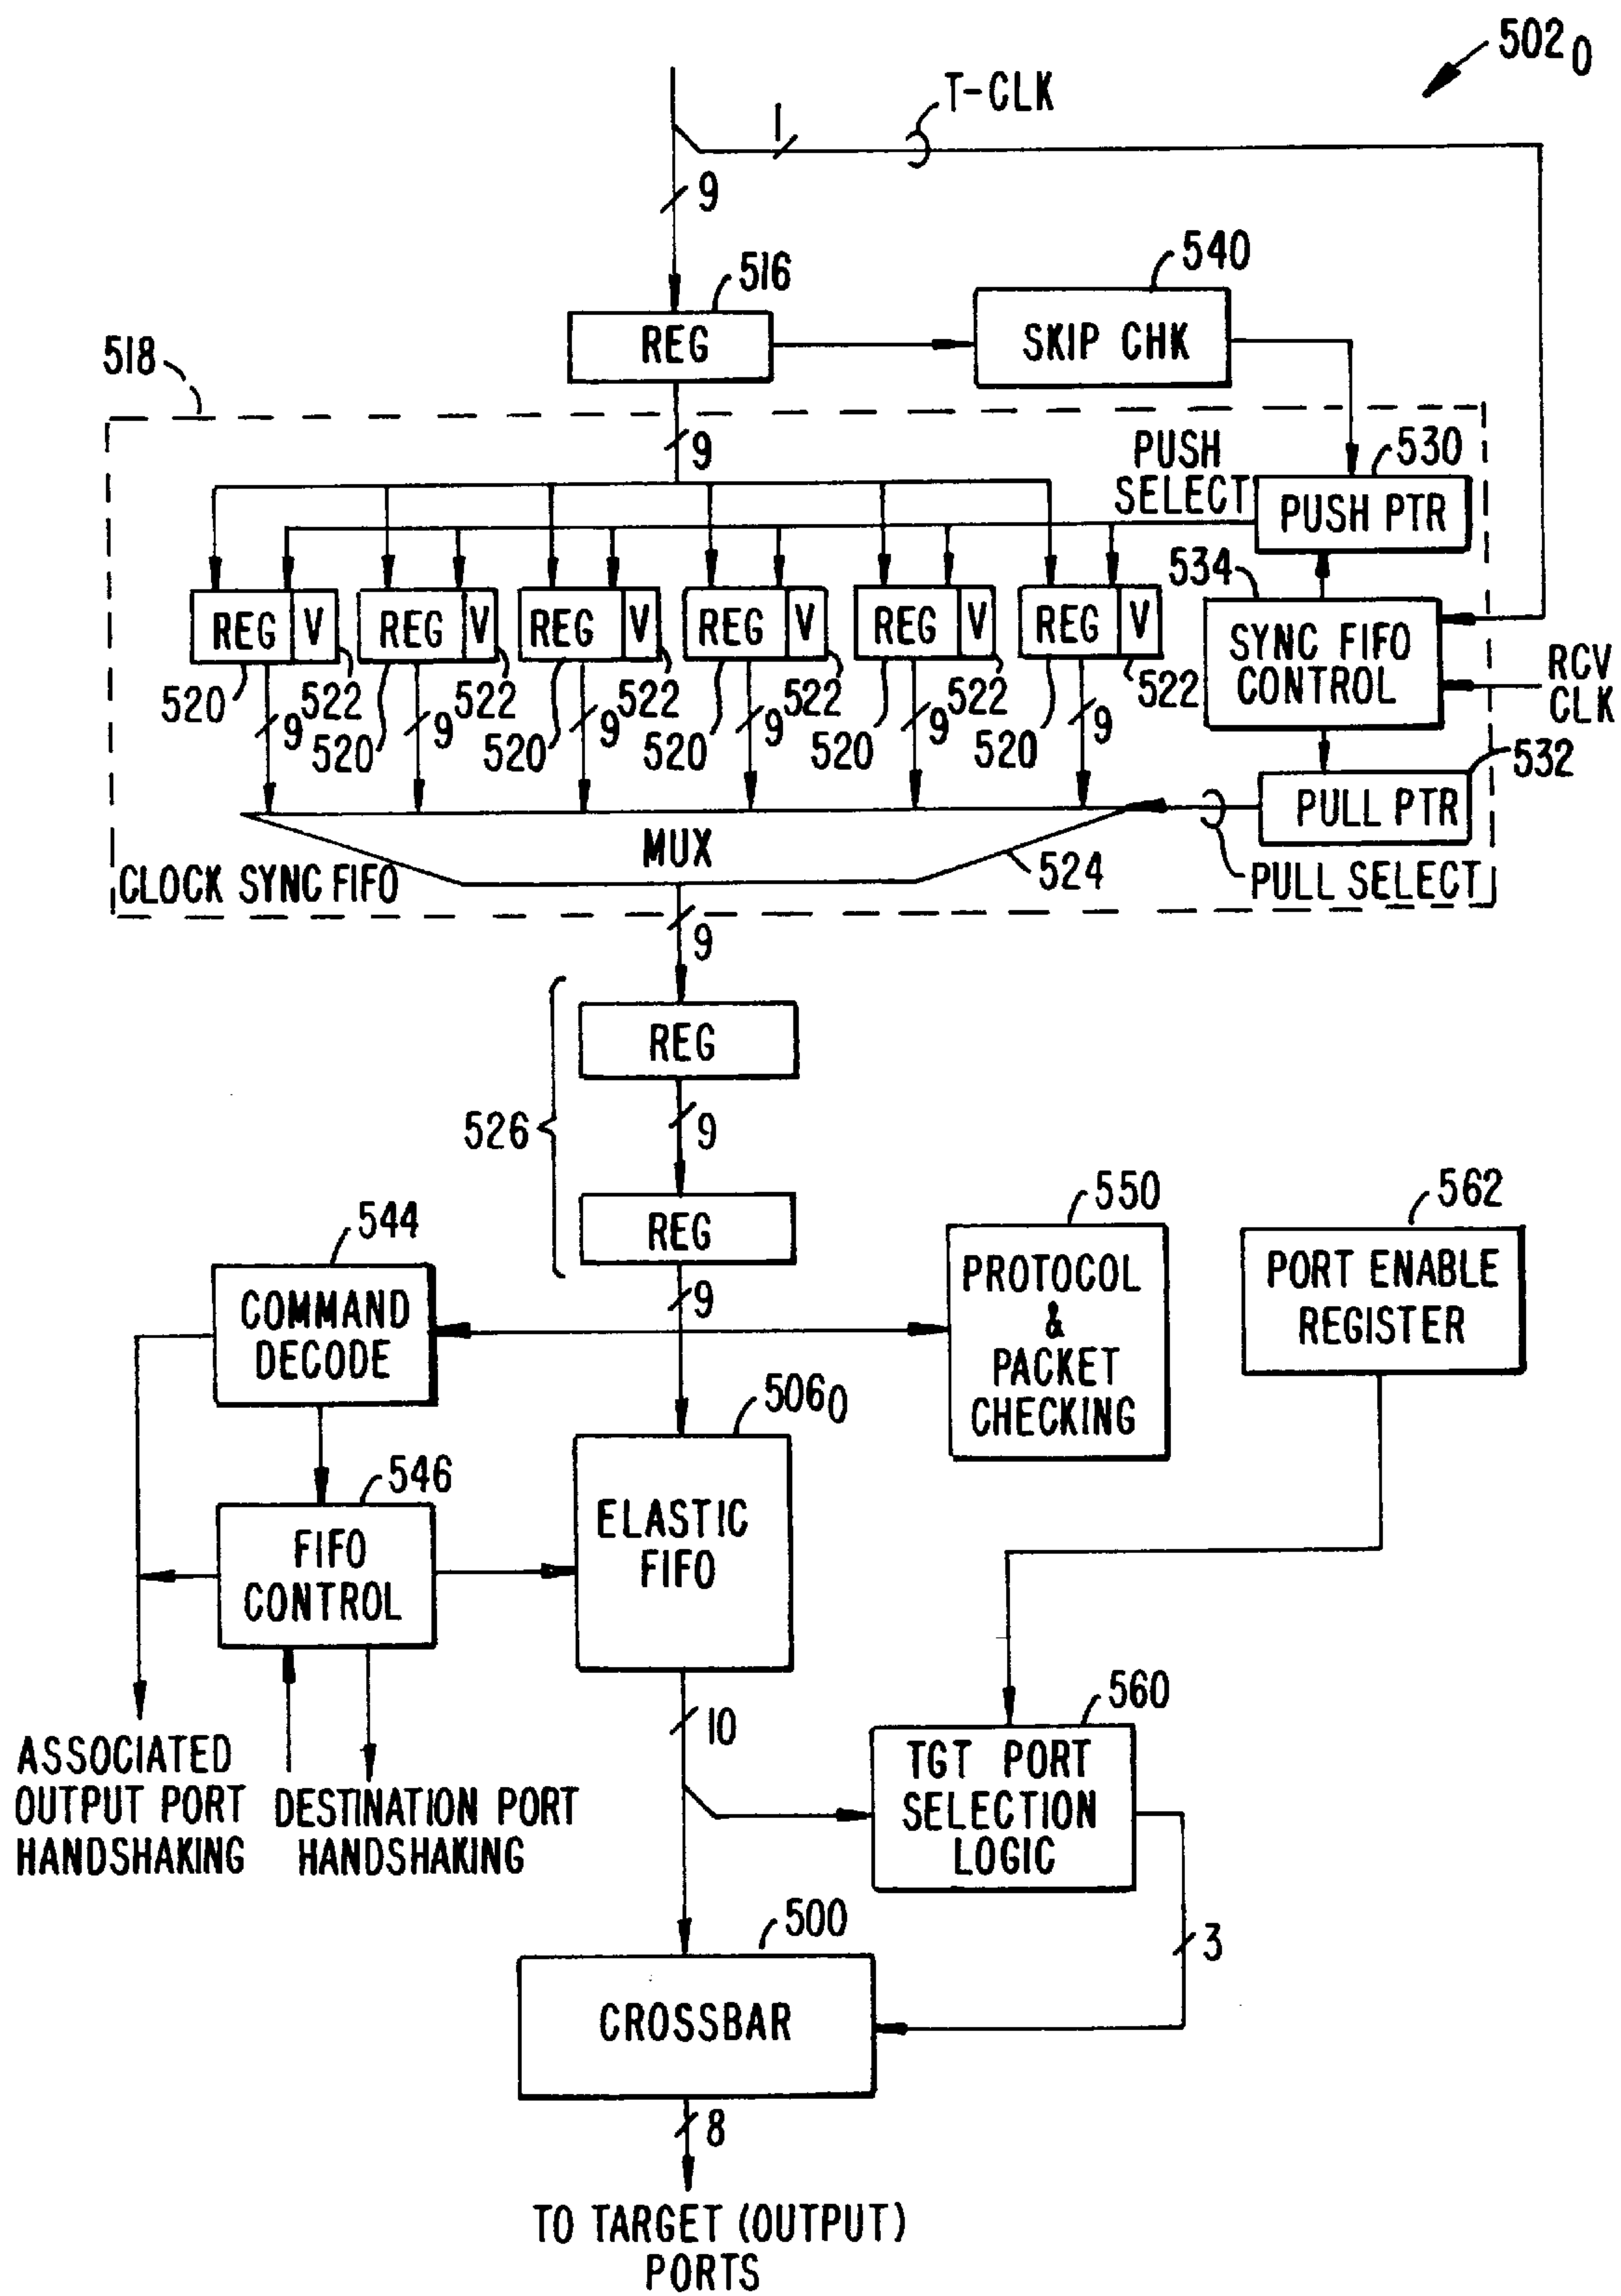 502 0
T-CLK
1
9
516
540
REG
SKIP CHK
518
9
PUSH
SELECT
530
PUSH PTR
534
REG V REG V REG V REG V REG V REG V
SYNC FIFO
CONTROL
RCV
CLK
520 522 520 522 520 522 520 522 520 522 520 522
9 9 9 9 9 9
532
PULL PTR
MUX
524
CLOCK SYNC FIFO
PULL SELECT
9
REG
526
9
REG
9
544
COMMAND
DECODE
550
PROTOCOL
&
PACKET
CHECKING
562
PORT ENABLE
REGISTER
506 0
546
ELASTIC
FIFO
FIFO
CONTROL
10
560
TGT PORT
SELECTION
LOGIC
ASSOCIATED
OUTPUT PORT
HANDSHAKING
DESTINATION PORT
HANDSHAKING
500
3
CROSSBAR
8
TO TARGET (OUTPUT)
PORTS